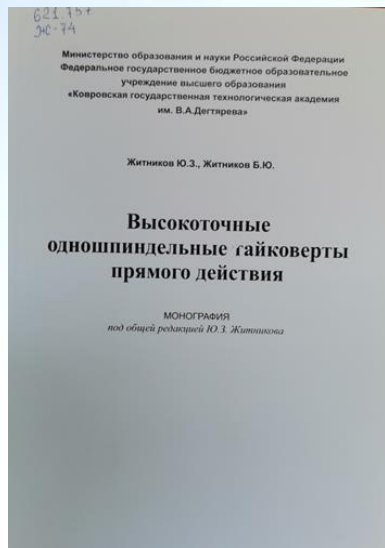 621.757
Ж-74
Министерство образования и науки Российской Федерации
Федеральное государственное бюджетное образовательное
учреждение высшего образования
«Ковровская государственная технологическая академия
им. В.А.Дегтярева»
Житников Ю.З., Житников Б.Ю.
Высокоточные
одношпиндельные гайковерты
прямого действия
МОНОГРАФИЯ
под общей редакцией Ю.З. Житникова